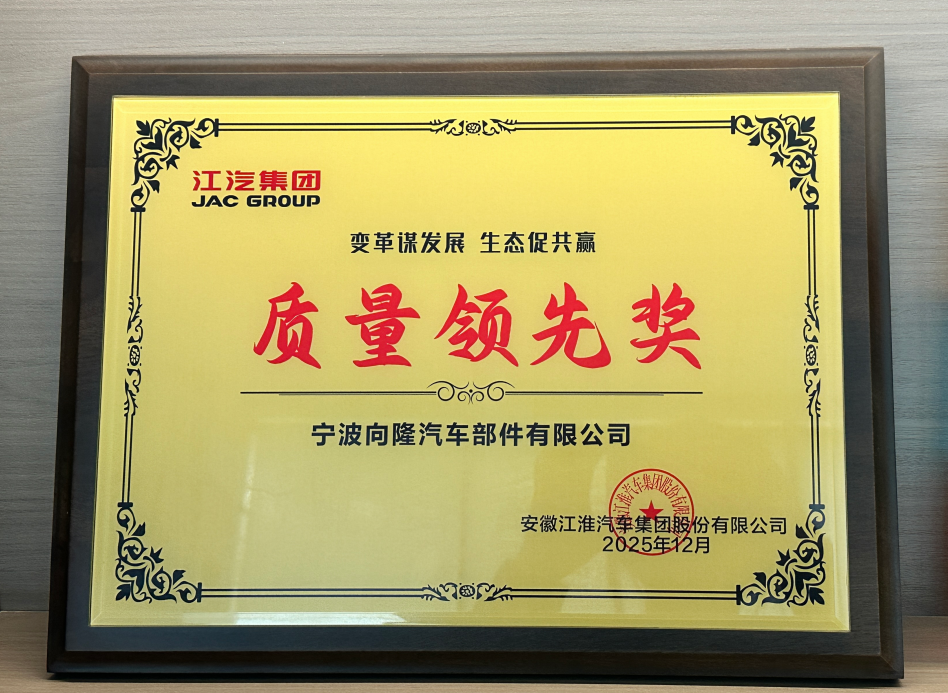 江汽集团
JAC GROUP
变革谋发展 生态促共赢
质量领先奖
宁波向隆汽车部件有限公司
安徽江淮汽车集团股份有限公司
2025年12月